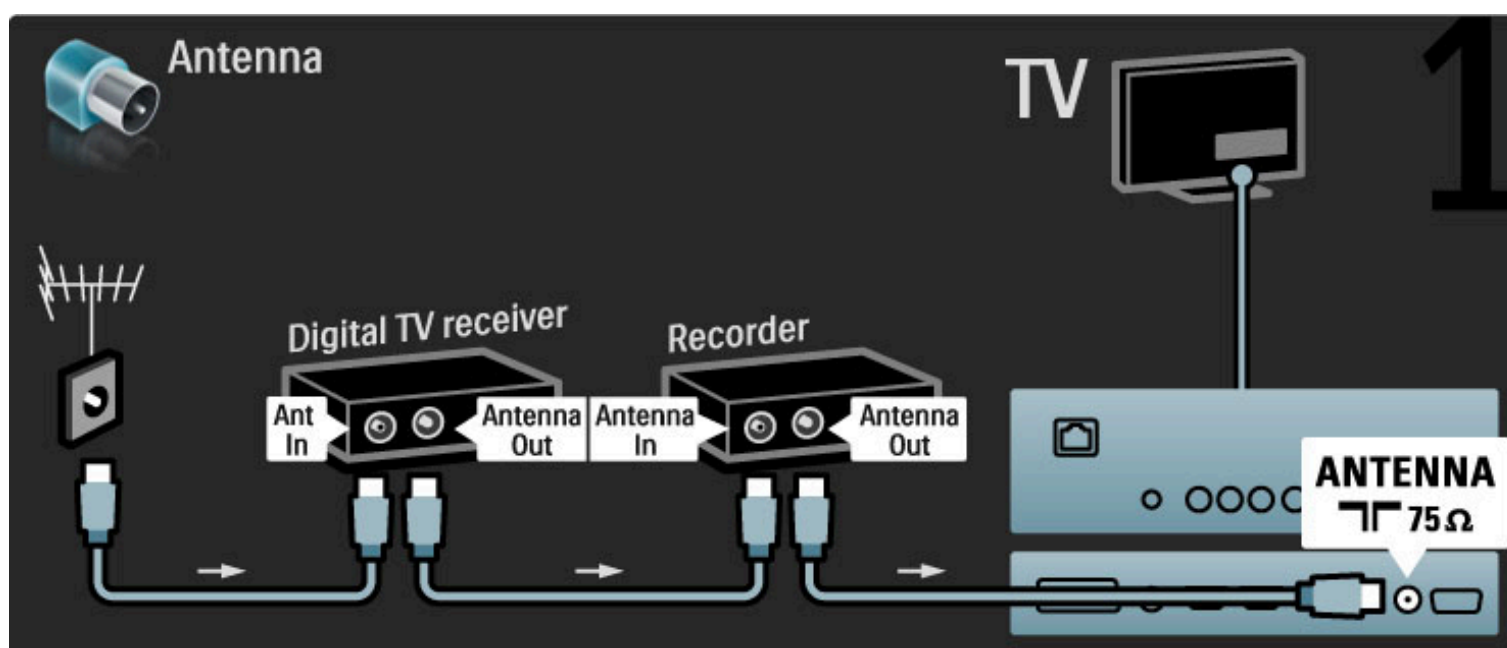 Antenna
TV
1
Digital TV receiver
Recorder
Ant
In
Antenna
Out
Antenna
In
Antenna
Out
ANTENNA
75Ω